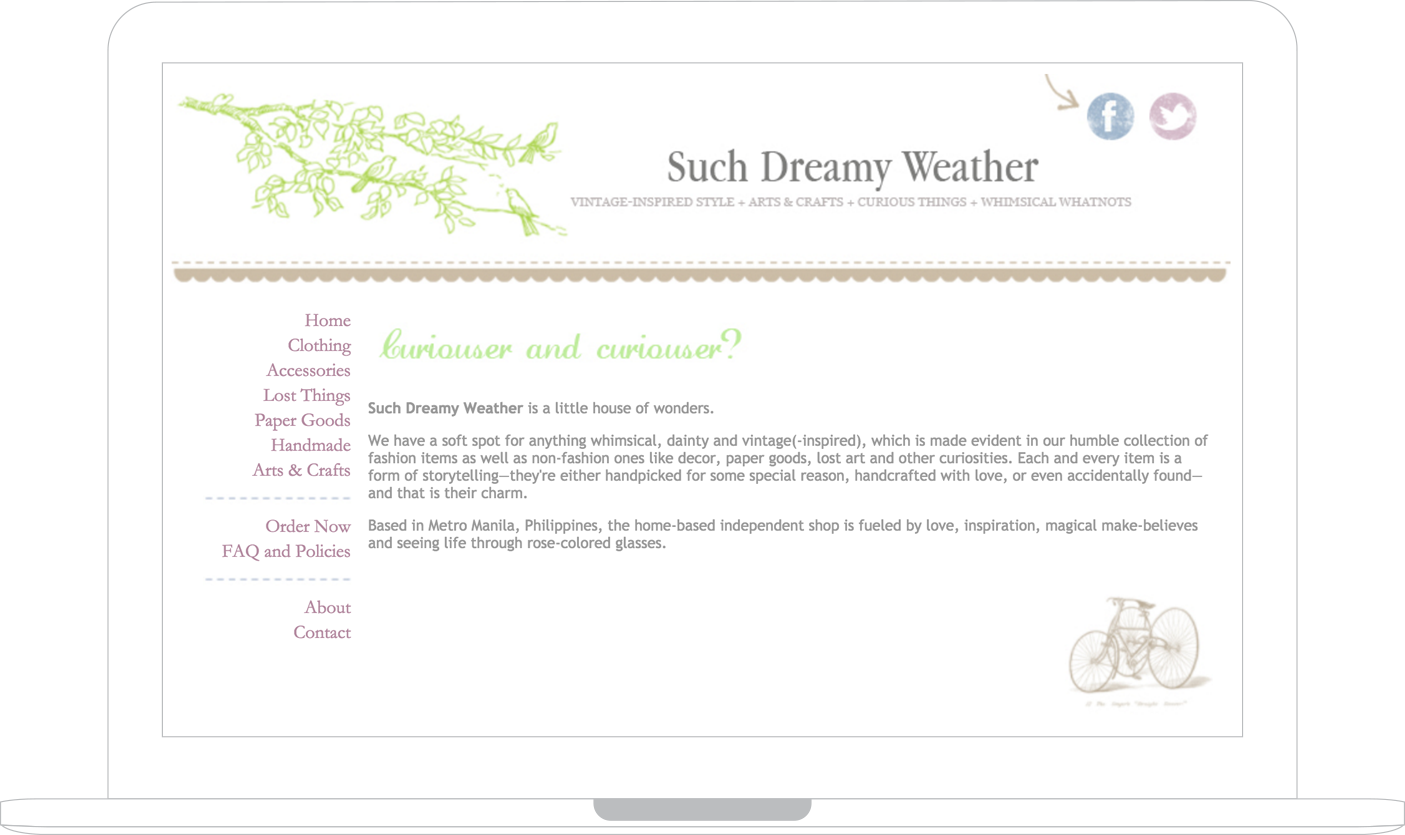 f
Such Dreamy Weather
VINTAGE-INSPIRED STYLE + ARTS & CRAFTS + CURIOUS THINGS + WHIMSICAL WHATNOTS
Home
Clothing
Accessories
Lost Things
Paper Goods
Handmade
Arts & Crafts
Order Now
FAQ and Policies
About
Contact
Curiouser and curiouser?
Such Dreamy Weather is a little house of wonders.
We have a soft spot for anything whimsical, dainty and vintage(-inspired), which is made evident in our humble collection of
fashion items as well as non-fashion ones like decor, paper goods, lost art and other curiosities. Each and every item is a
form of storytelling—they're either handpicked for some special reason, handcrafted with love, or even accidentally found—
and that is their charm.
Based in Metro Manila, Philippines, the home-based independent shop is fueled by love, inspiration, magical make-believes
and seeing life through rose-colored glasses.